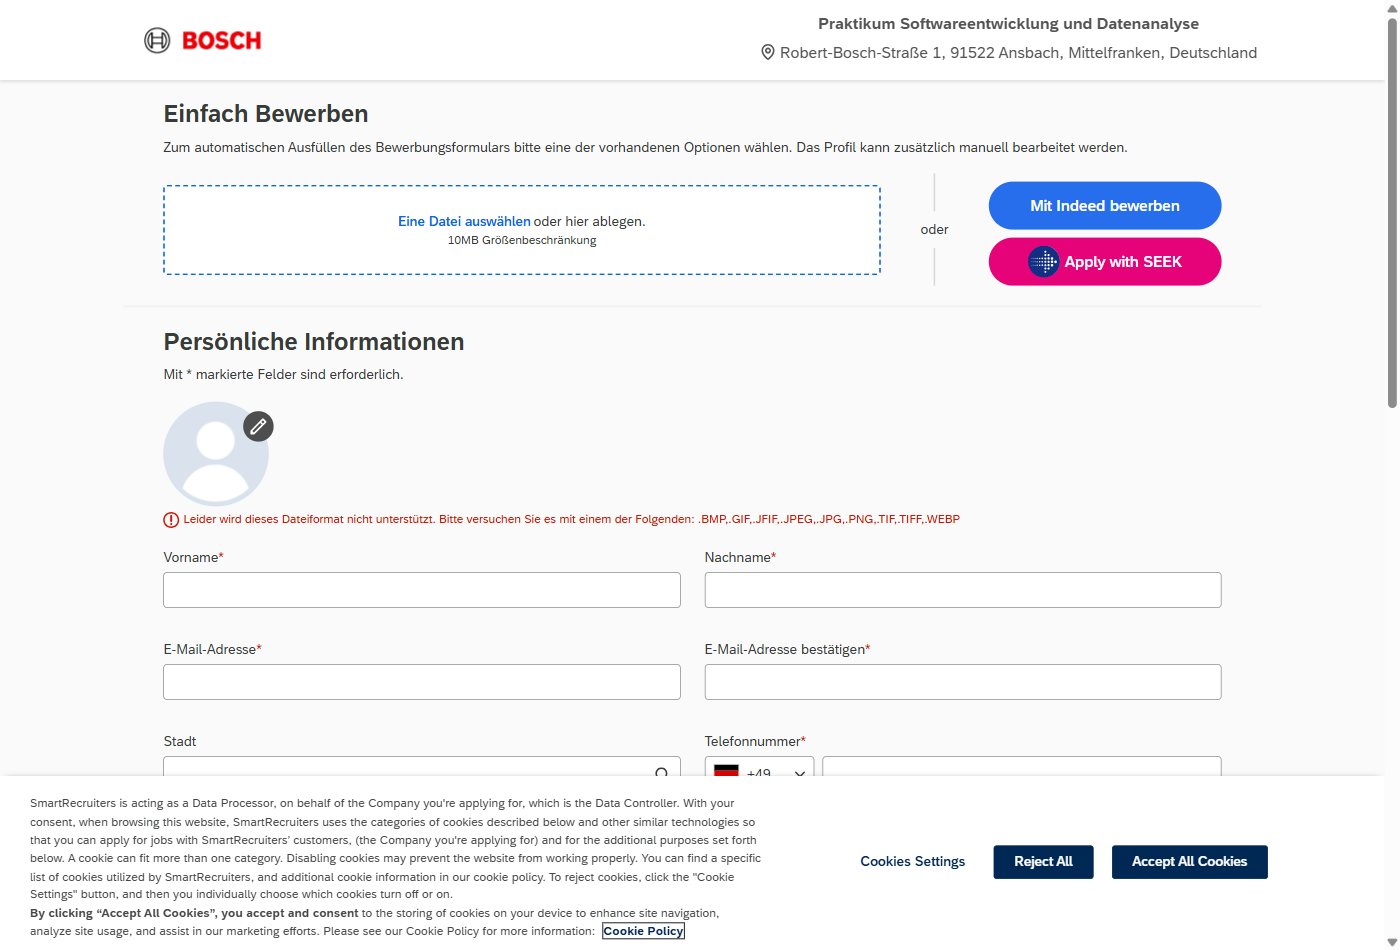 BOSCH
Praktikum Softwareentwicklung und Datenanalyse
Robert-Bosch-Straße 1, 91522 Ansbach, Mittelfranken, Deutschland
Einfach Bewerben
Zum automatischen Ausfüllen des Bewerbungsformulars bitte eine der vorhandenen Optionen wählen. Das Profil kann zusätzlich manuell bearbeitet werden.
Eine Datei auswählen oder hier ablegen.
10MB Größenbeschränkung
oder
Mit Indeed bewerben
Apply with SEEK
Persönliche Informationen
Mit * markierte Felder sind erforderlich.
Leider wird dieses Dateiformat nicht unterstützt. Bitte versuchen Sie es mit einem der Folgenden: .BMP,.GIF,.JFIF,.JPEG,.JPG,.PNG,.TIF,.TIFF,.WEBP
Vorname*
Nachname*
E-Mail-Adresse*
E-Mail-Adresse bestätigen*
Stadt
Telefonnummer*
+49
SmartRecruiters is acting as a Data Processor, on behalf of the Company you're applying for, which is the Data Controller. With your
consent, when browsing this website, SmartRecruiters uses the categories of cookies described below and other similar technologies so
that you can apply for jobs with SmartRecruiters' customers, (the Company you're applying for) and for the additional purposes set forth
below. A cookie can fit more than one category. Disabling cookies may prevent the website from working properly. You can find a specific
list of cookies utilized by SmartRecruiters, and additional cookie information in our cookie policy. To reject cookies, click the "Cookie
Settings" button, and then you individually choose which cookies turn off or on.
By clicking “Accept All Cookies”, you accept and consent to the storing of cookies on your device to enhance site navigation,
analyze site usage, and assist in our marketing efforts. Please see our Cookie Policy for more information: Cookie Policy
Cookies Settings
Reject All
Accept All Cookies